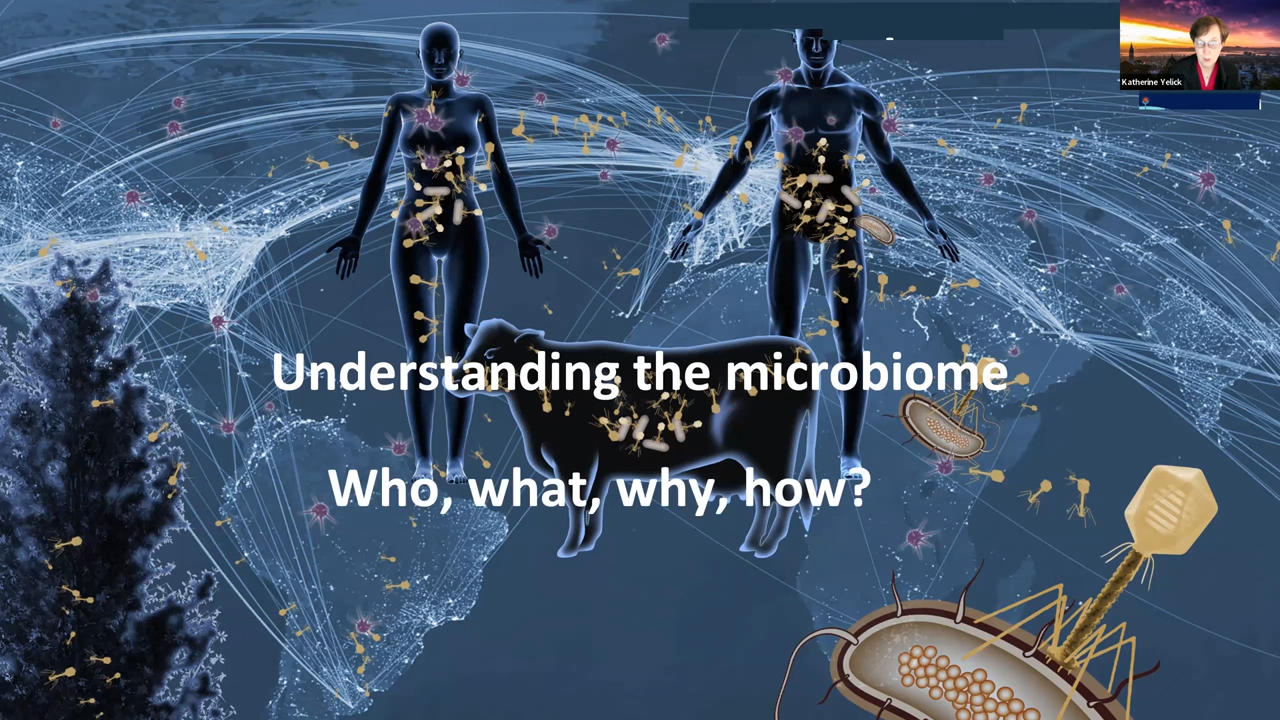 Katherine Yelick
Understanding the microbiome
Who, what, why, how?